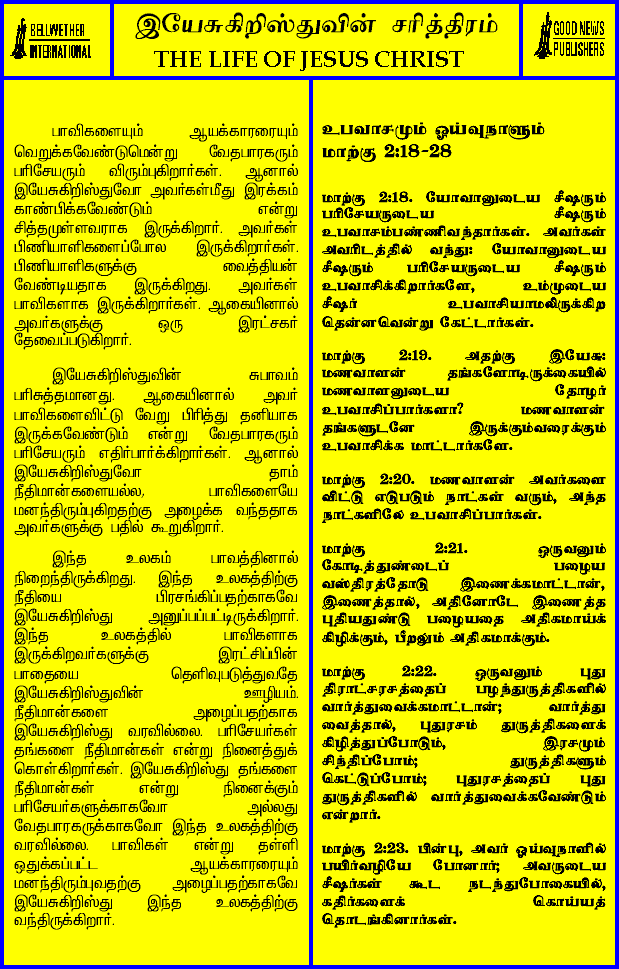 BELLWETHER
INTERNATIONAL
இயேசுகிறிஸ்துவின் சரித்திரம்
THE LIFE OF JESUS CHRIST
GOOD NEWS
PUBLISHERS
பாவிகளையும் ஆயக்காரரையும்
வெறுக்கவேண்டுமென்று வேதபாரகரும்
பரிசேயரும் விரும்புகிறார்கள். ஆனால்
இயேசுகிறிஸ்துவோ அவர்கள்மீது இரக்கம்
காண்பிக்கவேண்டும் என்று
சித்தமுள்ளவராக இருக்கிறார். அவர்கள்
பிணியாளிகளைப்போல இருக்கிறார்கள்.
பிணியாளிகளுக்கு வைத்தியன்
வேண்டியதாக இருக்கிறது. அவர்கள்
பாவிகளாக இருக்கிறார்கள். ஆகையினால்
அவர்களுக்கு ஒரு இரட்சகர்
தேவைப்படுகிறார்.
இயேசுகிறிஸ்துவின் சுபாவம்
பரிசுத்தமானது. ஆகையினால் அவர்
பாவிகளைவிட்டு வேறு பிரித்து தனியாக
இருக்கவேண்டும் என்று வேதபாரகரும்
பரிசேயரும் எதிர்பார்க்கிறார்கள். ஆனால்
இயேசுகிறிஸ்துவோ தாம்
நீதிமான்களையல்ல, பாவிகளையே
மனந்திரும்புகிறதற்கு அழைக்க வந்ததாக
அவர்களுக்கு பதில் கூறுகிறார்.
இந்த உலகம் பாவத்தினால்
நிறைந்திருக்கிறது. இந்த உலகத்திற்கு
நீதியை பிரசங்கிப்பதற்காகவே
இயேசுகிறிஸ்து அனுப்பப்பட்டிருக்கிறார்.
இந்த உலகத்தில் பாவிகளாக
இருக்கிறவர்களுக்கு இரட்சிப்பின்
பாதையை தெளிவுபடுத்துவதே
இயேசுகிறிஸ்துவின் ஊழியம்.
நீதிமான்களை அழைப்பதற்காக
இயேசுகிறிஸ்து வரவில்லை. பரிசேயர்கள்
தங்களை நீதிமான்கள் என்று நினைத்துக்
கொள்கிறார்கள். இயேசுகிறிஸ்து தங்களை
நீதிமான்கள் என்று நினைக்கும்
பரிசேயர்களுக்காகவோ அல்லது
வேதபாரகருக்காகவோ இந்த உலகத்திற்கு
வரவில்லை. பாவிகள் என்று தள்ளி
ஒதுக்கப்பட்ட ஆயக்காரரையும்
மனந்திரும்புவதற்கு அழைப்பதற்காகவே
இயேசுகிறிஸ்து இந்த உலகத்திற்கு
வந்திருக்கிறார்.
உபவாசமும் ஓய்வுநாளும்
மாற்கு 2:18-28
மாற்கு 2:18. யோவானுடைய சீஷரும்
பரிசேயருடைய சீஷரும்
உபவாசம்பண்ணிவந்தார்கள். அவர்கள்
அவரிடத்தில் வந்து: யோவானுடைய
சீஷரும் பரிசேயருடைய சீஷரும்
உபவாசிக்கிறார்களே, உம்முடைய
சீஷர் உபவாசியாமலிருக்கிற
தென்னவென்று கேட்டார்கள்.
மாற்கு 2:19. அதற்கு இயேசு:
மணவாளன் தங்களோடிருக்கையில்
மணவாளனுடைய தோழர்
உபவாசிப்பார்களா? மணவாளன்
தங்களுடனே இருக்கும்வரைக்கும்
உபவாசிக்க மாட்டார்களே.
மாற்கு 2:20. மணவாளன் அவர்களை
விட்டு எடுபடும் நாட்கள் வரும், அந்த
நாட்களிலே உபவாசிப்பார்கள்.
மாற்கு 2:21. ஒருவனும்
கோடித்துண்டைப் பழைய
வஸ்திரத்தோடு இணைக்கமாட்டான்,
இணைத்தால், அதினோடே இணைத்த
புதியதுண்டு பழையதை அதிகமாய்க்
கிழிக்கும், பீறலும் அதிகமாக்கும்.
மாற்கு 2:22. ஒருவனும் புது
திராட்சரசத்தைப் பழந்துருத்திகளில்
வார்த்துவைக்கமாட்டான்; வார்த்து
வைத்தால், புதுரசம் துருத்திகளைக்
கிழித்துப்போடும், இரசமும்
சிந்திப்போம்; துருத்திகளும்
கெட்டுப்போம்; புதுரசத்தைப் புது
துருத்திகளில் வார்த்துவைக்கவேண்டும்
என்றார்.
மாற்கு 2:23. பின்பு, அவர் ஓய்வுநாளில்
பயிர்வழியே போனார்; அவருடைய
சீஷர்கள் கூட நடந்துபோகையில்,
கதிர்களைக் கொய்யத்
தொடங்கினார்கள்.